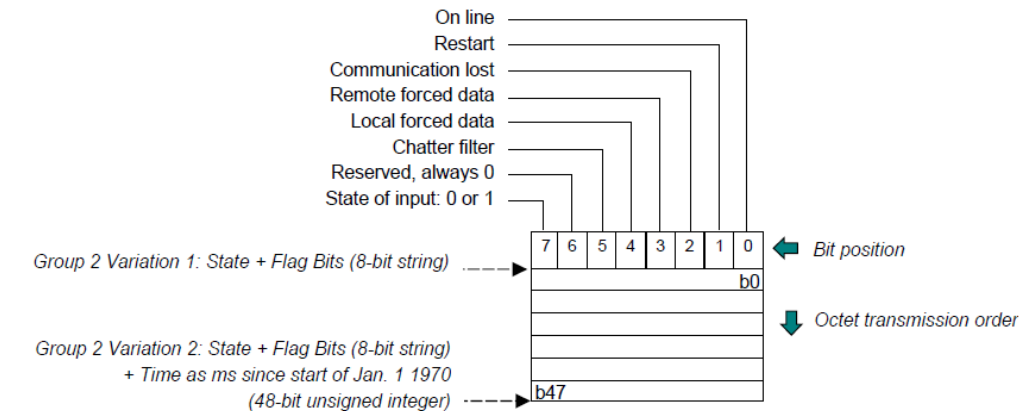 On line
Restart
Communication lost
Remote forced data
Local forced data
Chatter filter
Reserved, always 0
State of input: 0 or 1
7 6 5 4 3 2 1 0
Bit position
Group 2 Variation 1: State + Flag Bits (8-bit string)
b0
Octet transmission order
Group 2 Variation 2: State + Flag Bits (8-bit string)
+ Time as ms since start of Jan. 1 1970
(48-bit unsigned integer)
b47